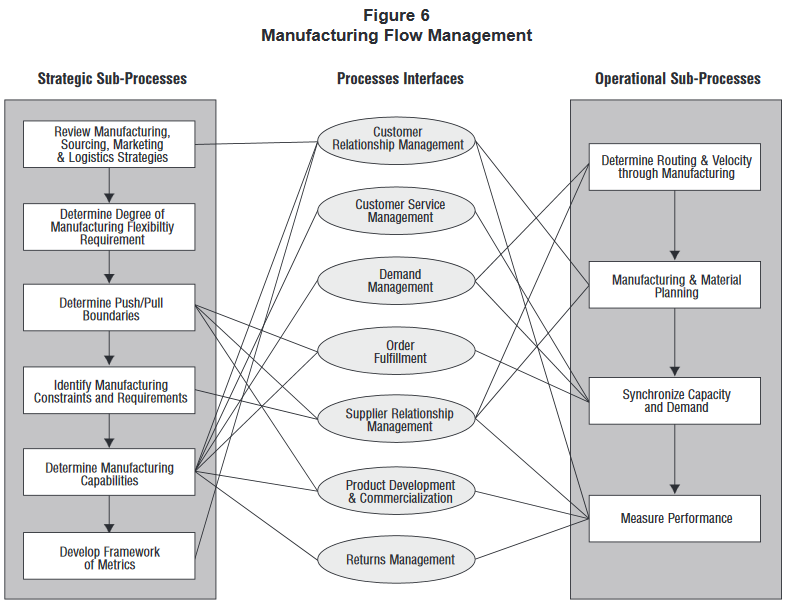 Figure 6
Manufacturing Flow Management
Strategic Sub-Processes
Review Manufacturing,
Sourcing, Marketing
& Logistics Strategies
Determine Degree of
Manufacturing Flexibiltiy
Requirement
Determine Push/Pull
Boundaries
Identify Manufacturing
Constraints and Requirements
Determine Manufacturing
Capabilities
Develop Framework
of Metrics
Processes Interfaces
Customer
Relationship Management
Customer Service
Management
Demand
Management
Order
Fulfillment
Supplier Relationship
Management
Product Development
& Commercialization
Returns Management
Operational Sub-Processes
Determine Routing & Velocity
through Manufacturing
Manufacturing & Material
Planning
Synchronize Capacity
and Demand
Measure Performance